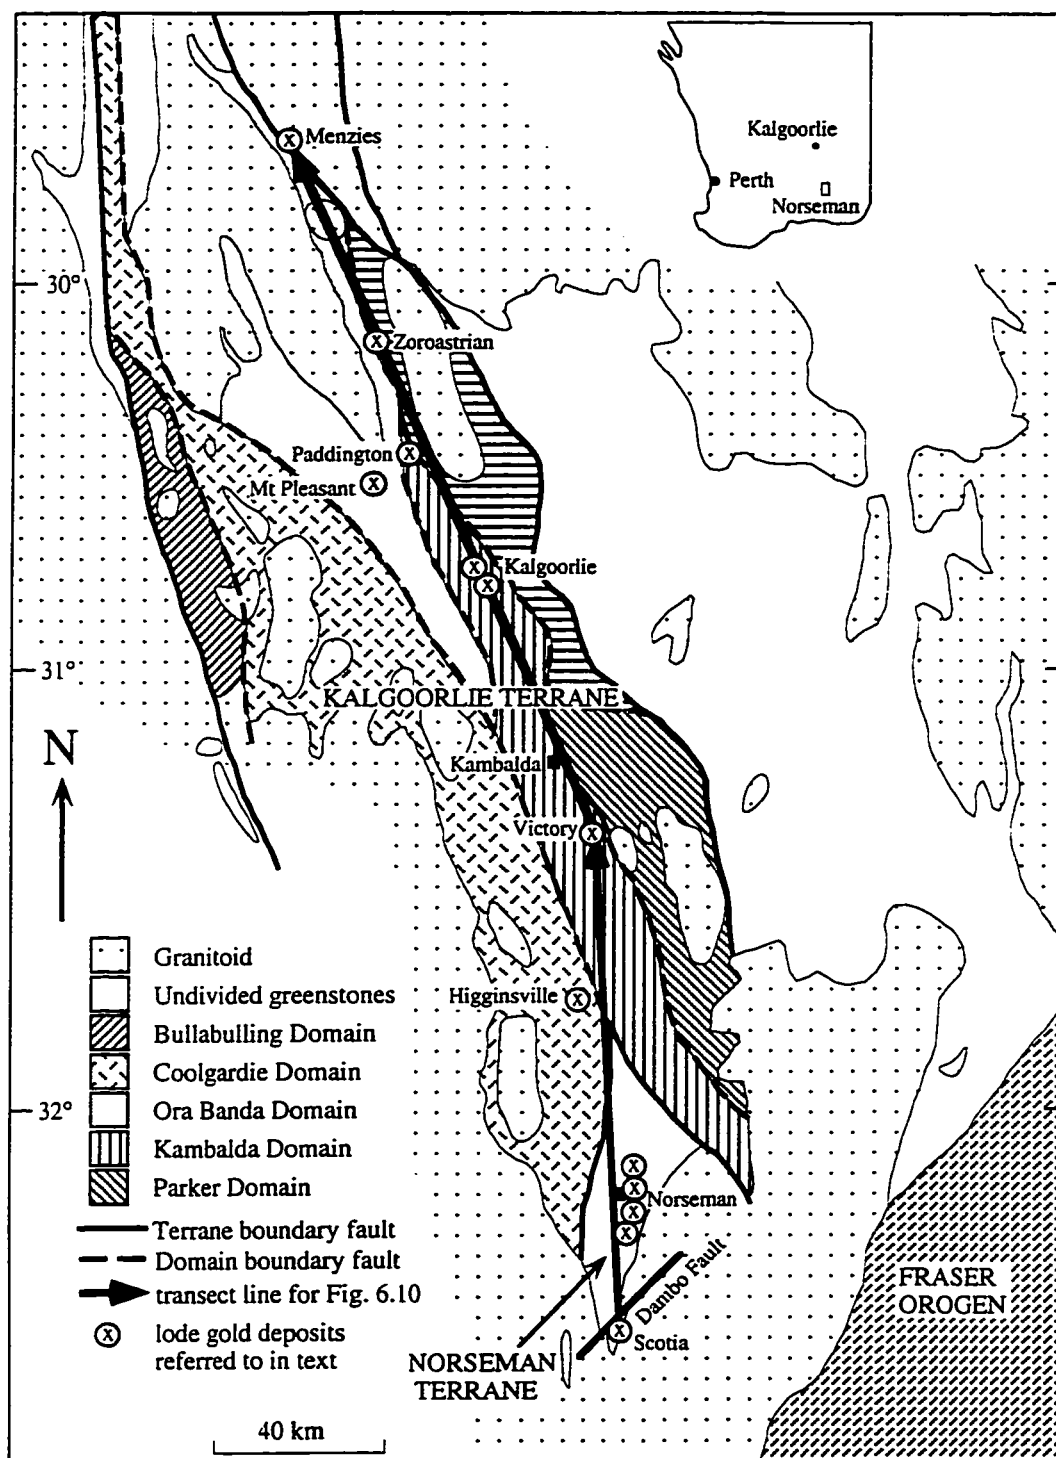 Menzies
Kalgoorlie
Perth
Norseman
30°
Zoroastrian
Paddington
Mt Pleasant
Kalgoorlie
31°
KALGOORLIE TERRANE
N
Kambalda
Victory
Granitoid
Undivided greenstones
Higginsville
Bullabulling Domain
Coolgardie Domain
32°
Ora Banda Domain
Kambalda Domain
Parker Domain
Norseman
Terrane boundary fault
Domain boundary fault
Dambo Fault
transect line for Fig. 6.10
FRASER
OROGEN
lode gold deposits
referred to in text
Scotia
NORSEMAN
TERRANE
40 km